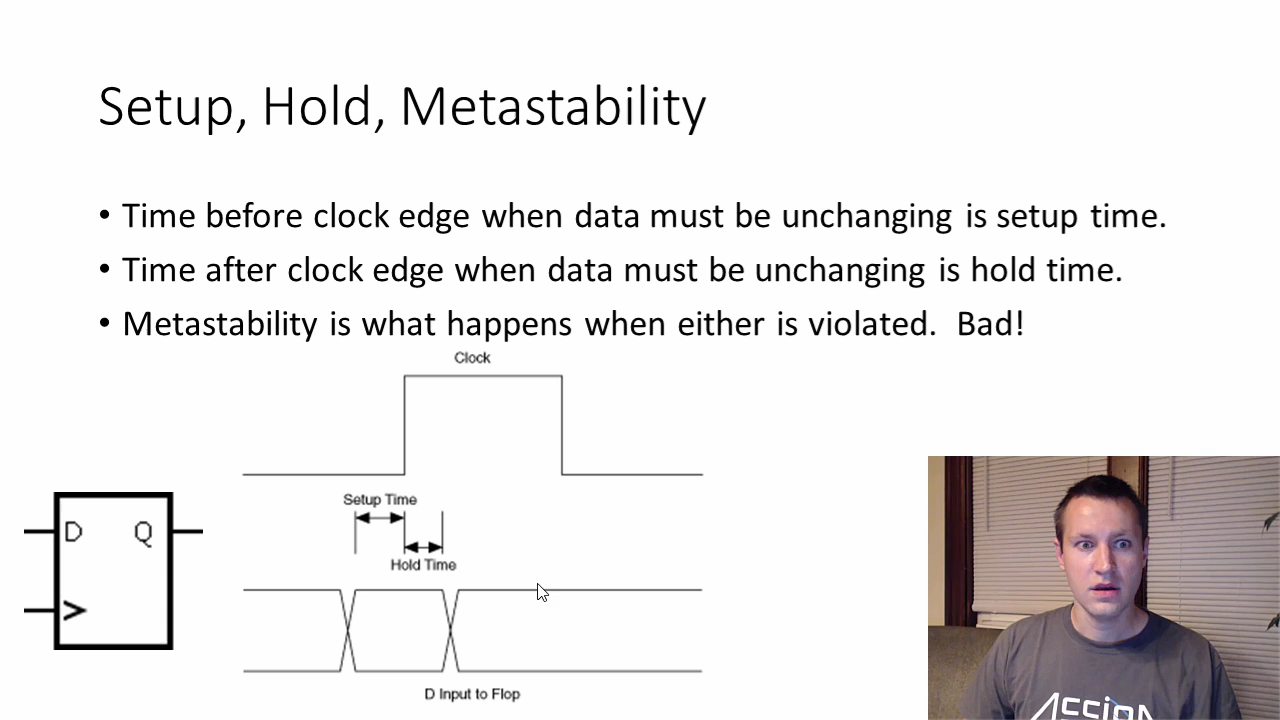 Setup, Hold, Metastability
• Time before clock edge when data must be unchanging is setup time.
• Time after clock edge when data must be unchanging is hold time.
• Metastability is what happens when either is violated.  Bad!
Clock
Setup Time
D Q
Hold Time
>
D Input to Flop